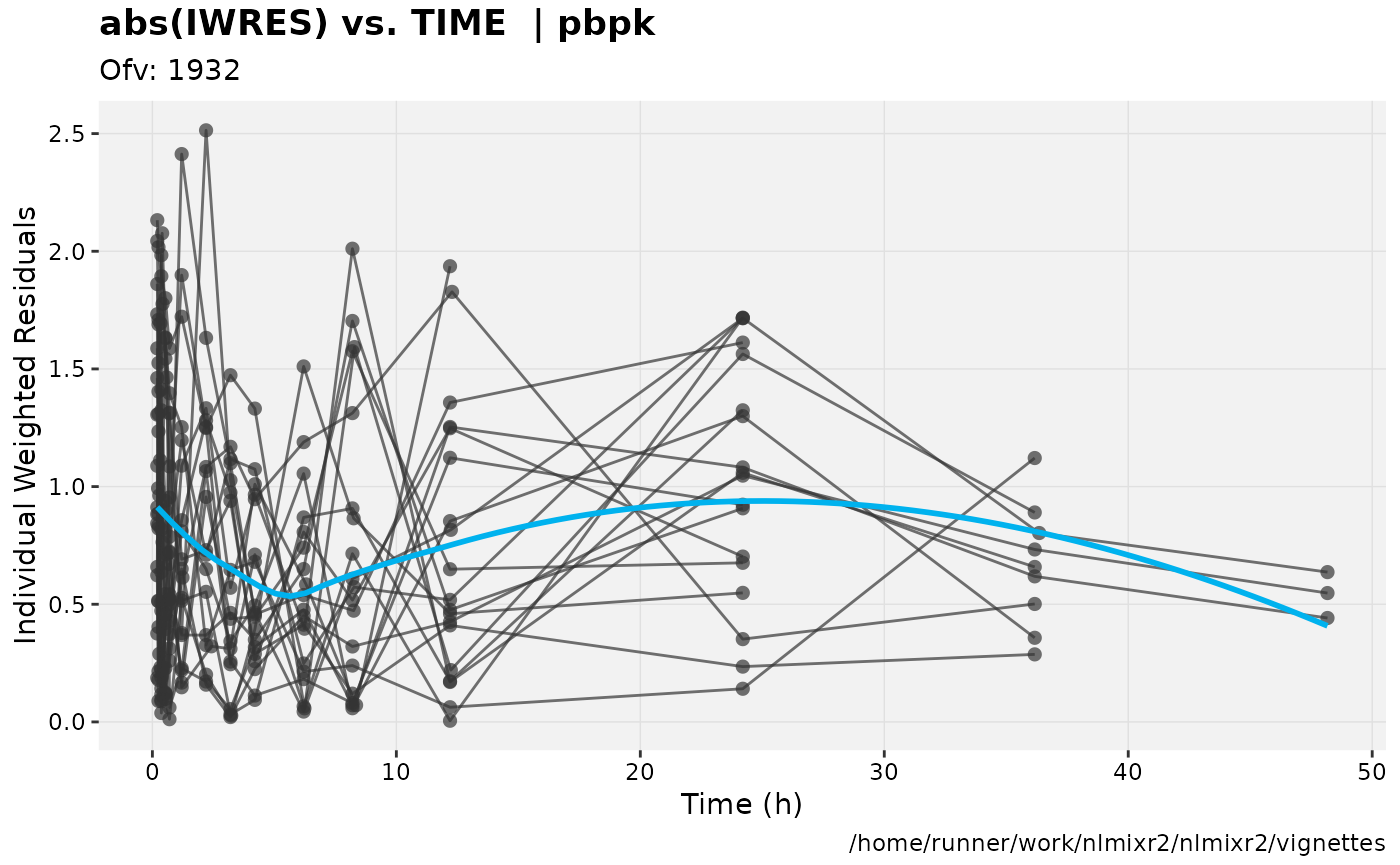 abs(IWRES) vs. TIME  | pbpk
Ofv: 1932
Individual Weighted Residuals
2.5
2.0
1.5
1.0
0.5
0.0
0 10 20 30 40 50
Time (h)
/home/runner/work/nlmixr2/nlmixr2/vignettes